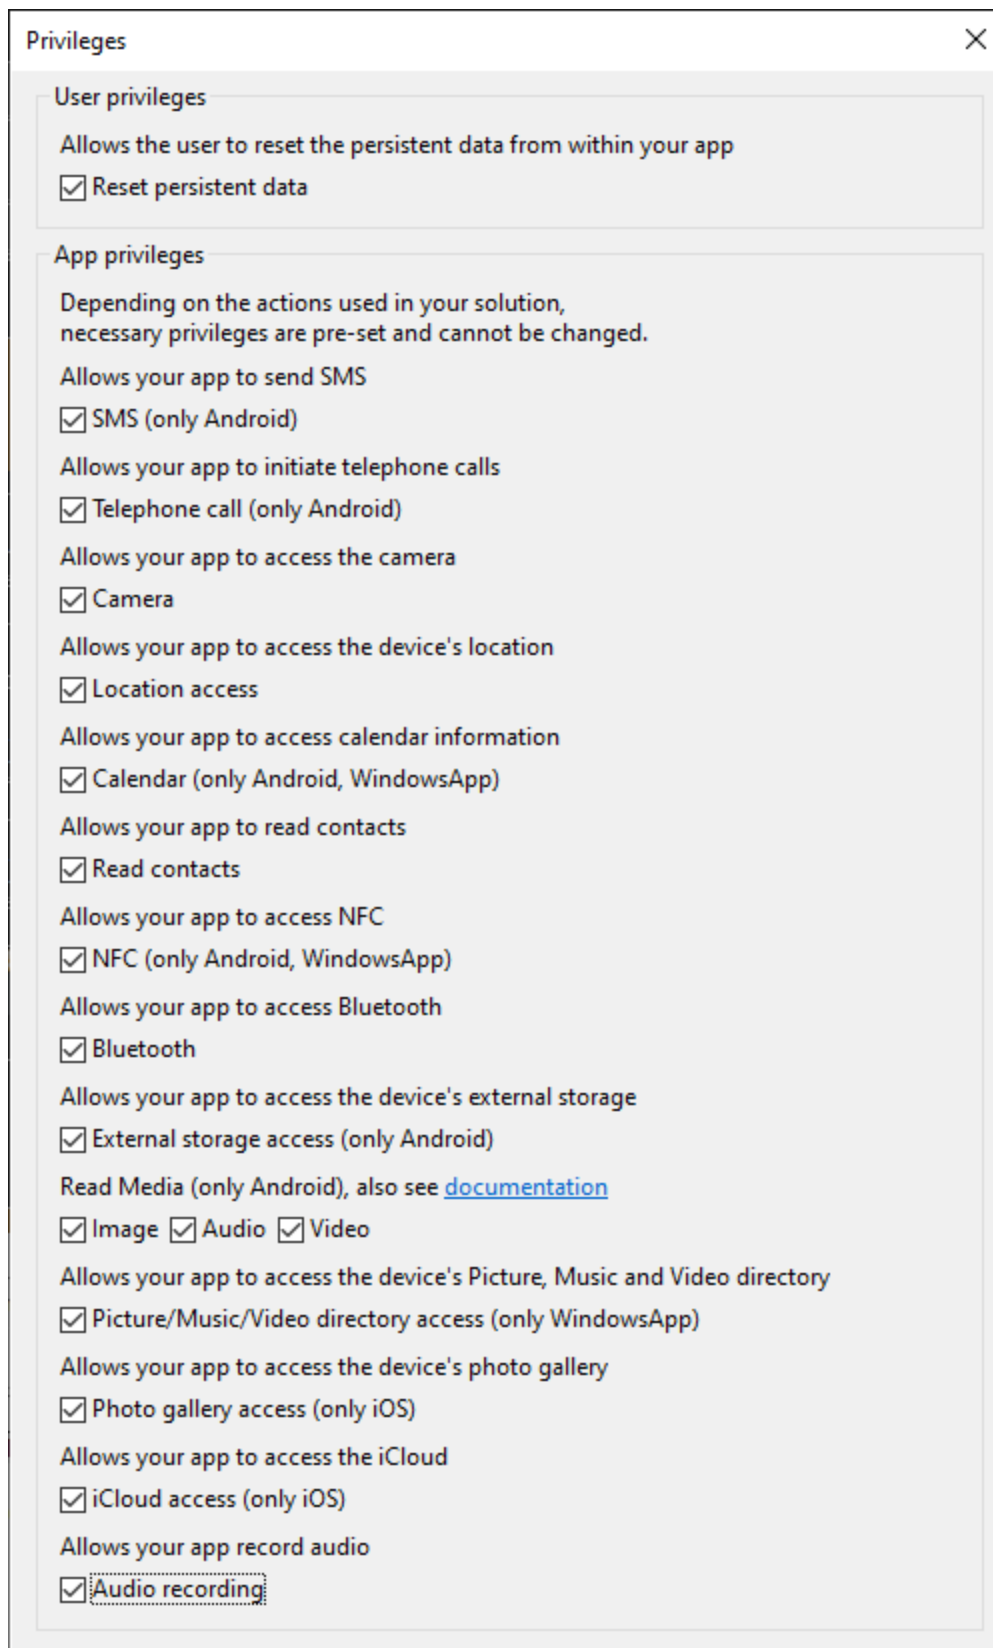 Privileges
User privileges
Allows the user to reset the persistent data from within your app
Reset persistent data
App privileges
Depending on the actions used in your solution,
necessary privileges are pre-set and cannot be changed.
Allows your app to send SMS
SMS (only Android)
Allows your app to initiate telephone calls
Telephone call (only Android)
Allows your app to access the camera
Camera
Allows your app to access the device's location
Location access
Allows your app to access calendar information
Calendar (only Android, WindowsApp)
Allows your app to read contacts
Read contacts
Allows your app to access NFC
NFC (only Android, WindowsApp)
Allows your app to access Bluetooth
Bluetooth
Allows your app to access the device's external storage
External storage access (only Android)
Read Media (only Android), also see documentation
Image Audio Video
Allows your app to access the device's Picture, Music and Video directory
Picture/Music/Video directory access (only WindowsApp)
Allows your app to access the device's photo gallery
Photo gallery access (only iOS)
Allows your app to access the iCloud
iCloud access (only iOS)
Allows your app record audio
Audio recording